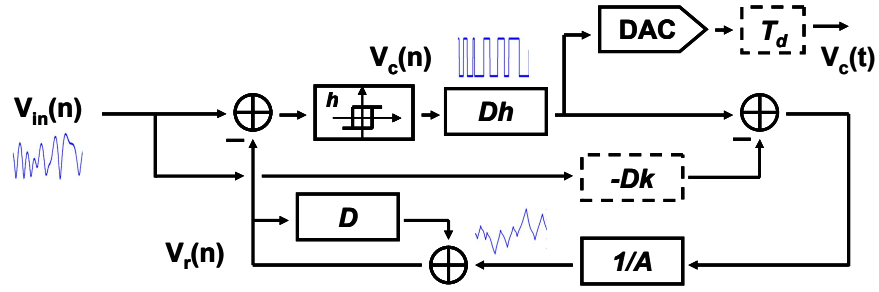 DAC
T_d
V_c(t)
V_c(n)
V_in(n)
h
Dh
-Dk
D
V_r(n)
1/A